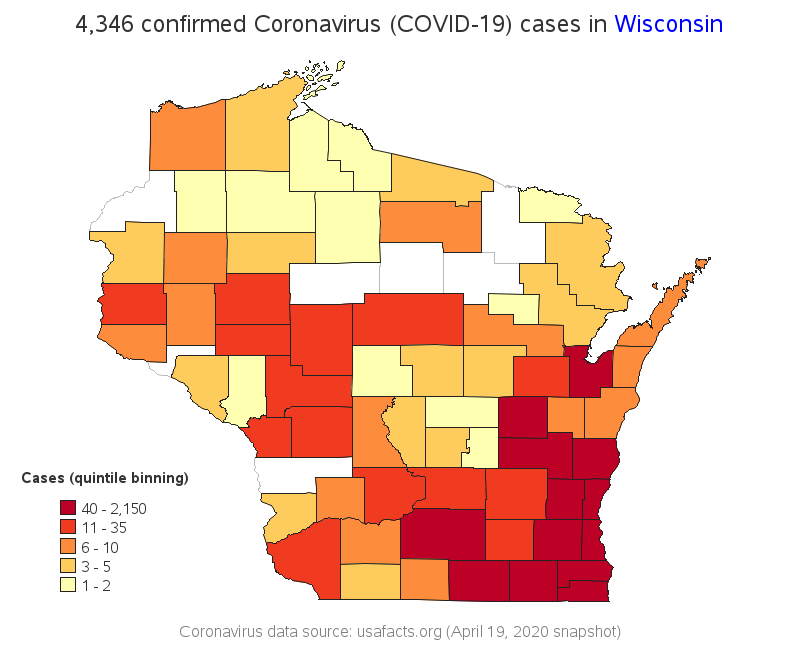 4,346 confirmed Coronavirus (COVID-19) cases in Wisconsin
Cases (quintile binning)
40 - 2,150
11 - 35
6 - 10
3 - 5
1 - 2
Coronavirus data source: usafacts.org (April 19, 2020 snapshot)